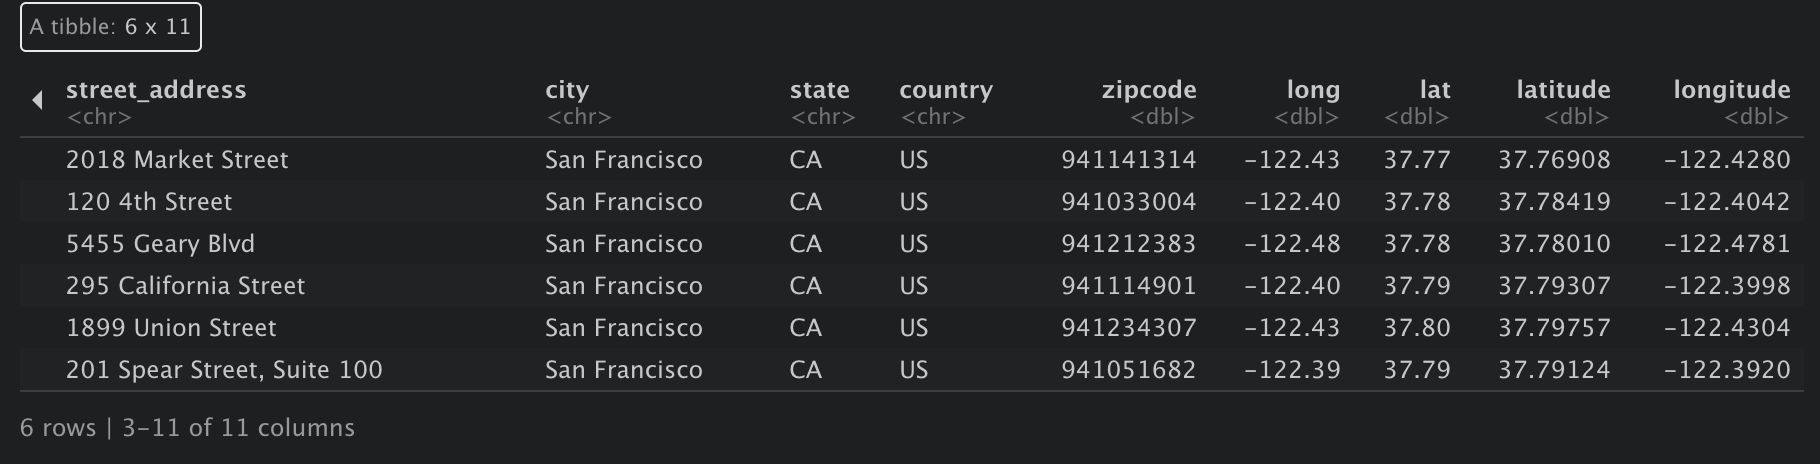 A tibble: 6 x 11
street_address city state country zipcode long lat latitude longitude
<chr> <chr> <chr> <chr> <dbl> <dbl> <dbl> <dbl> <dbl>
2018 Market Street San Francisco CA US 941141314 -122.43 37.77 37.76908 -122.4280
120 4th Street San Francisco CA US 941033004 -122.40 37.78 37.78419 -122.4042
5455 Geary Blvd San Francisco CA US 941212383 -122.48 37.78 37.78010 -122.4781
295 California Street San Francisco CA US 941114901 -122.40 37.79 37.79307 -122.3998
1899 Union Street San Francisco CA US 941234307 -122.43 37.80 37.79757 -122.4304
201 Spear Street, Suite 100 San Francisco CA US 941051682 -122.39 37.79 37.79124 -122.3920
6 rows | 3-11 of 11 columns